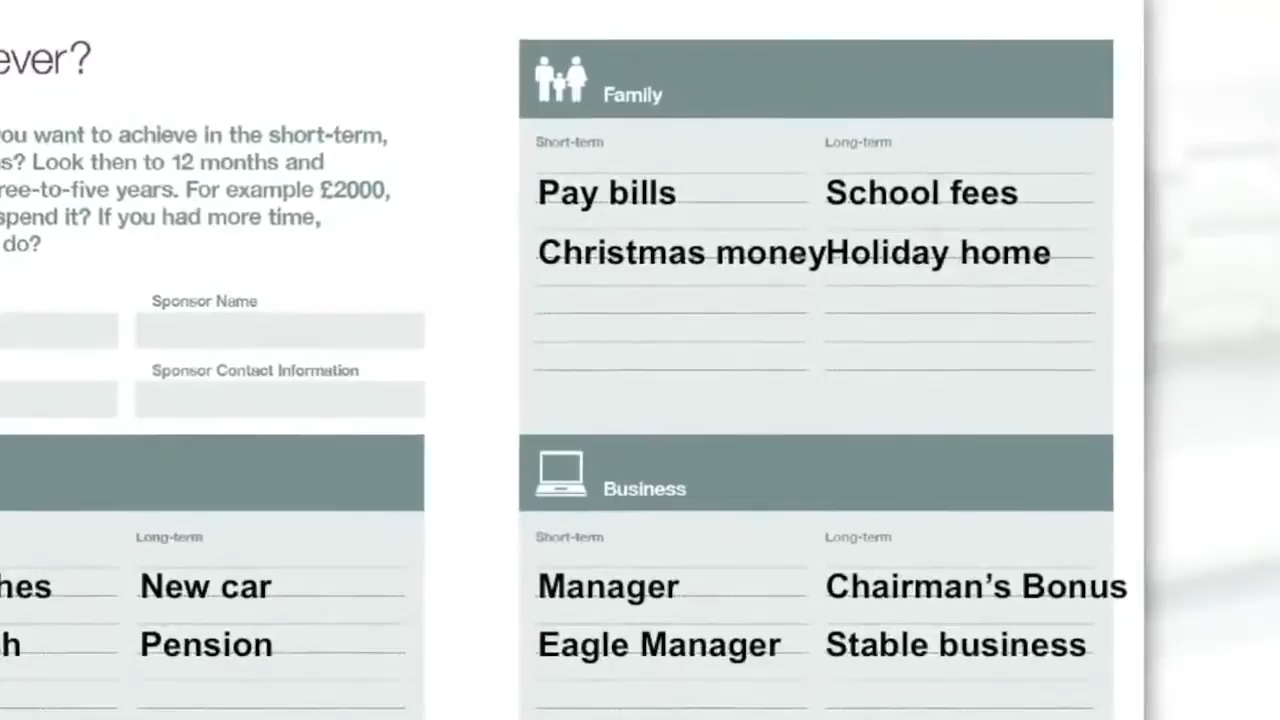 ever?
you want to achieve in the short-term,
? Look then to 12 months and
ree-to-five years. For example £2000,
spend it? If you had more time,
do?
Sponsor Name
Sponsor Contact Information
Long-term
New car
Pension
Family
Short-term Long-term
Pay bills School fees
Christmas money Holiday home
Business
Short-term Long-term
Manager Chairman’s Bonus
Eagle Manager Stable business